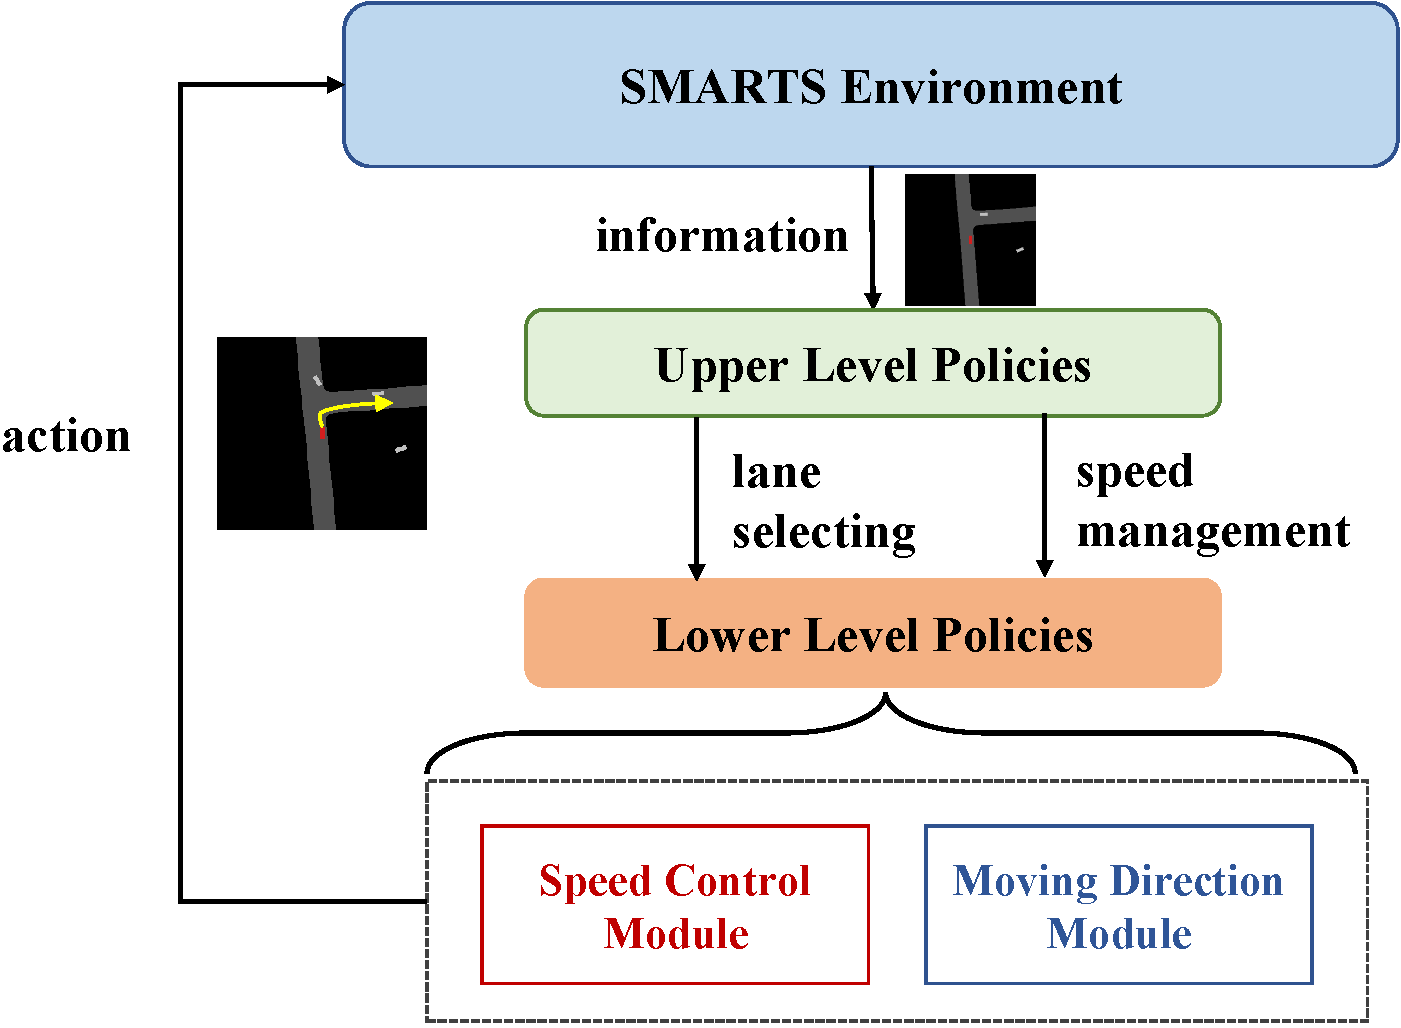 SMARTS Environment
information
Upper Level Policies
action
lane
selecting
speed
management
Lower Level Policies
Speed Control
Module
Moving Direction
Module